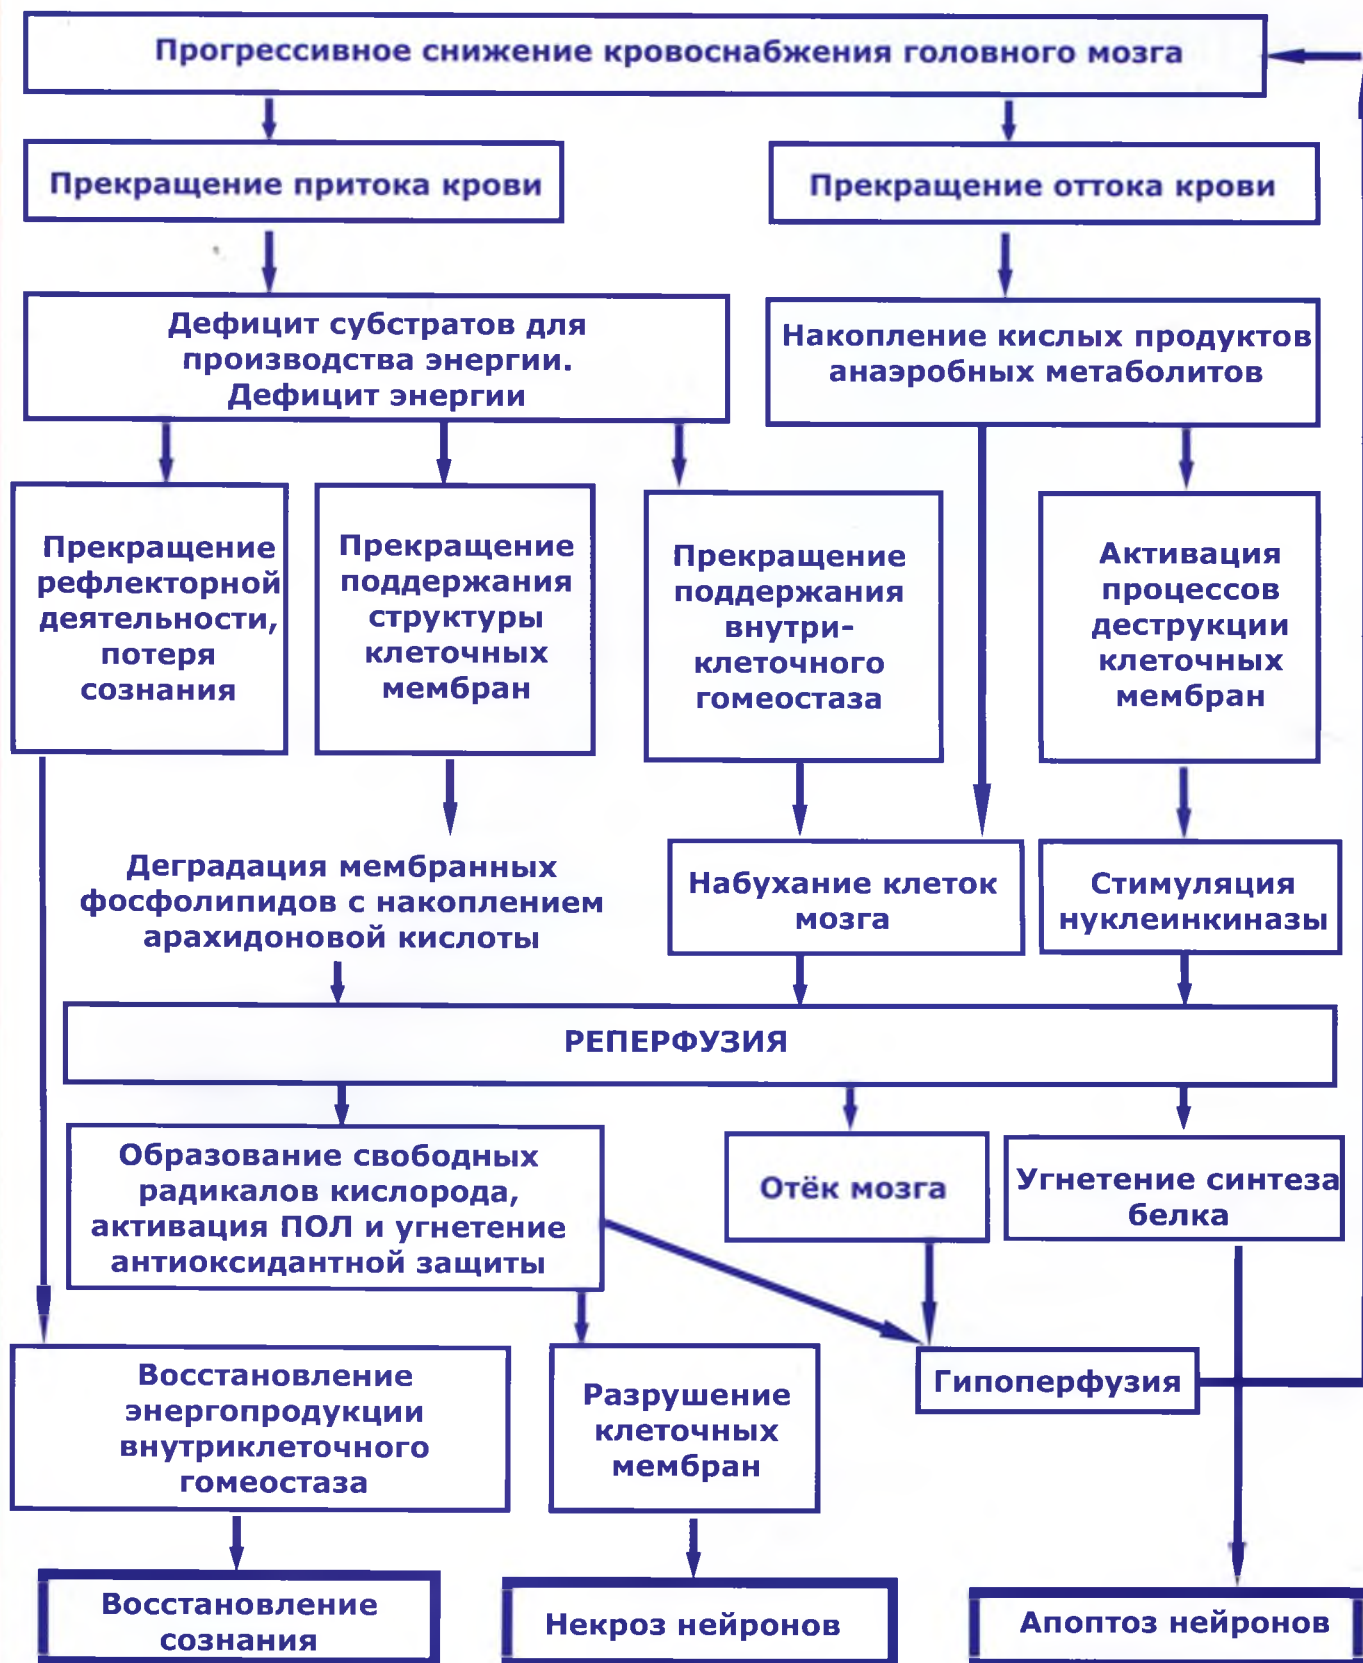 Прогрессивное снижение кровоснабжения головного мозга
Прекращение притока крови
Прекращение оттока крови
Дефицит субстратов для
производства энергии.
Дефицит энергии
Накопление кислых продуктов
анаэробных метаболитов
Прекращение
рефлекторной
деятельности,
потеря
сознания
Прекращение
поддержания
структуры
клеточных
мембран
Прекращение
поддержания
внутри-
клеточного
гомеостаза
Активация
процессов
деструкции
клеточных
мембран
Деградация мембранных
фосфолипидов с накоплением
арахидоновой кислоты
Набухание клеток
мозга
Стимуляция
нуклеинкиназы
РЕПЕРФУЗИЯ
Образование свободных
радикалов кислорода,
активация ПОЛ и угнетение
антиоксидантной защиты
Отёк мозга
Угнетение синтеза
белка
Восстановление
энергопродукции
внутриклеточного
гомеостаза
Разрушение
клеточных
мембран
Гипоперфузия
Восстановление
сознания
Некроз нейронов
Апоптоз нейронов